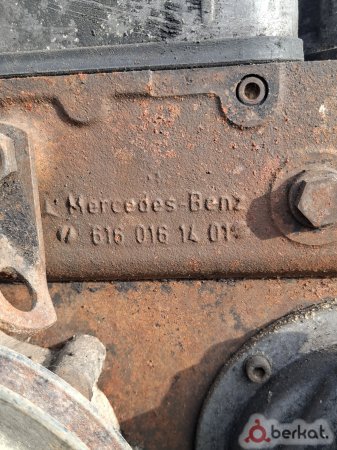 Mercedes-Benz
616 016 14 01
berkat.